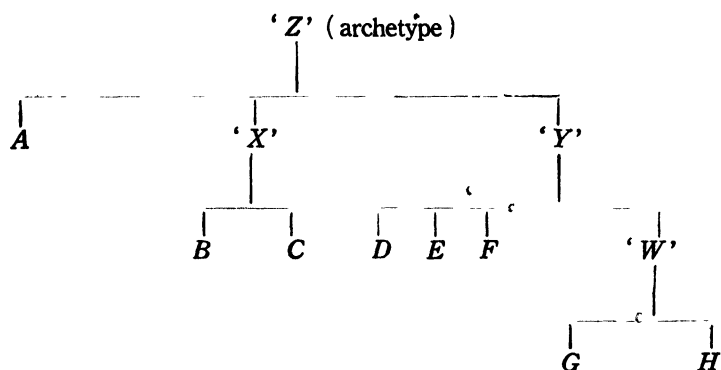 ‘ Z’ (archetype)
A ‘ X’ ‘ Y’
B C D E F ‘ W’
G H